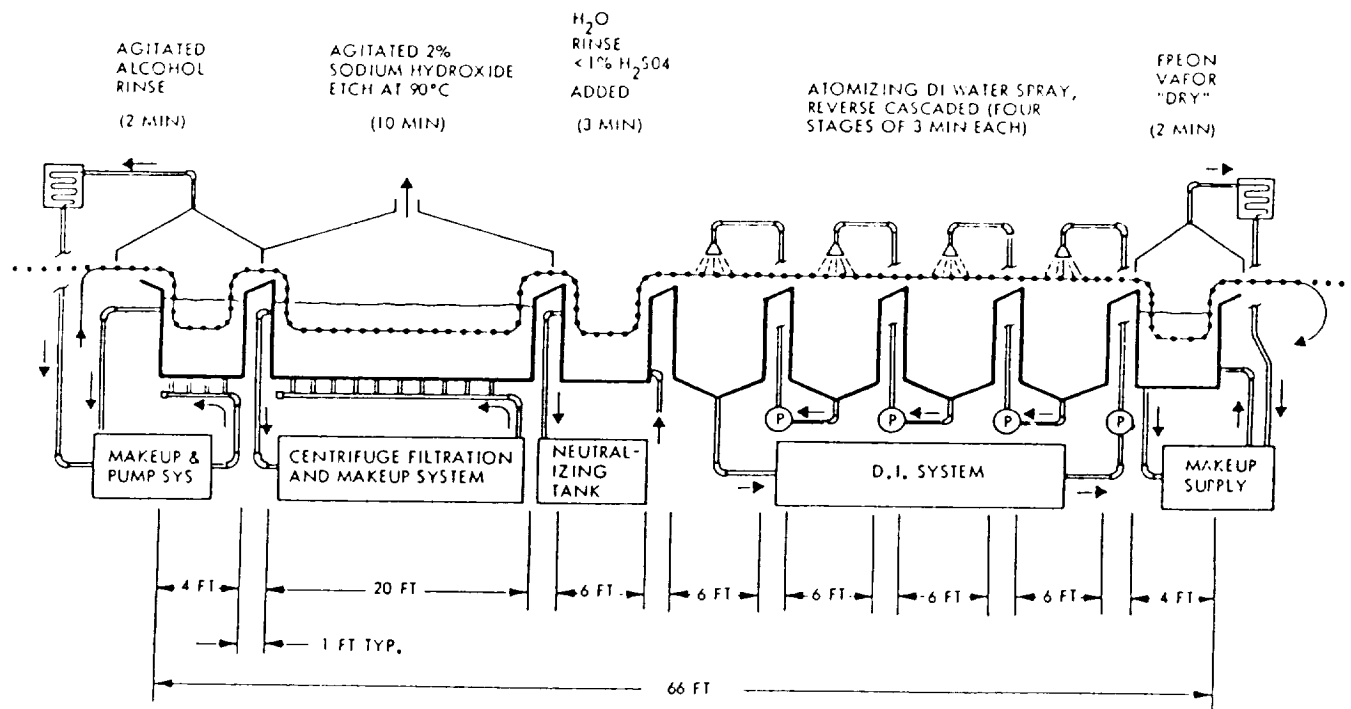 AGITATED
ALCOHOL
RINSE
(2 MIN)
AGITATED 2%
SODIUM HYDROXIDE
ETCH AT 90°C
(10 MIN)
H2O
RINSE
<1% H2SO4
ADDED
(3 MIN)
ATOMIZING DI WATER SPRAY,
REVERSE CASCADED (FOUR
STAGES OF 3 MIN EACH)
FREON
VAPOR
"DRY"
(2 MIN)
P
P
P
P
MAKEUP &
PUMP SYS
CENTRIFUGE FILTRATION
AND MAKEUP SYSTEM
NEUTRAL-
IZING
TANK
D.I. SYSTEM
MAKEUP
SUPPLY
4 FT
20 FT
6 FT
6 FT
6 FT
6 FT
6 FT
4 FT
1 FT TYP.
66 FT